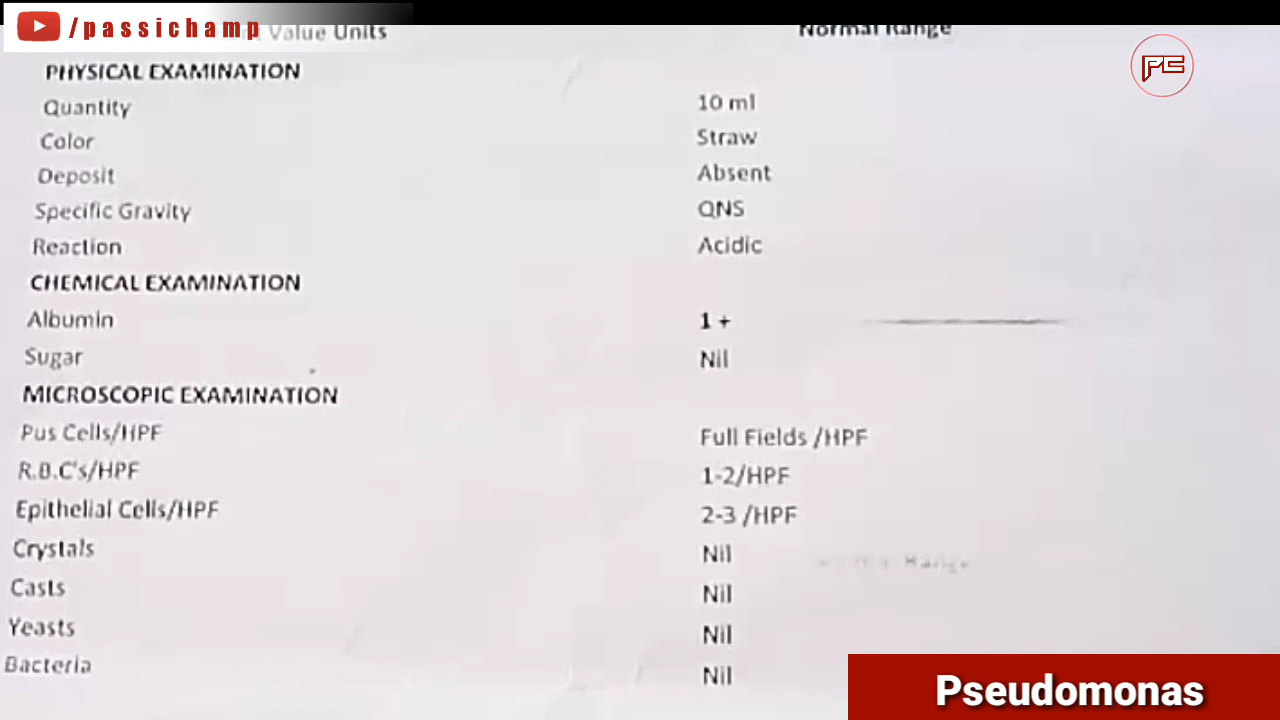 /passichamp
Value Units Normal Range
PHYSICAL EXAMINATION
Quantity 10 ml
Color Straw
Deposit Absent
Specific Gravity QNS
Reaction Acidic
CHEMICAL EXAMINATION
Albumin 1 +
Sugar Nil
MICROSCOPIC EXAMINATION
Pus Cells/HPF Full Fields /HPF
R.B.C's/HPF 1-2/HPF
Epithelial Cells/HPF 2-3 /HPF
Crystals Nil
Range
Casts Nil
Yeasts Nil
Bacteria Nil
PC
Pseudomonas